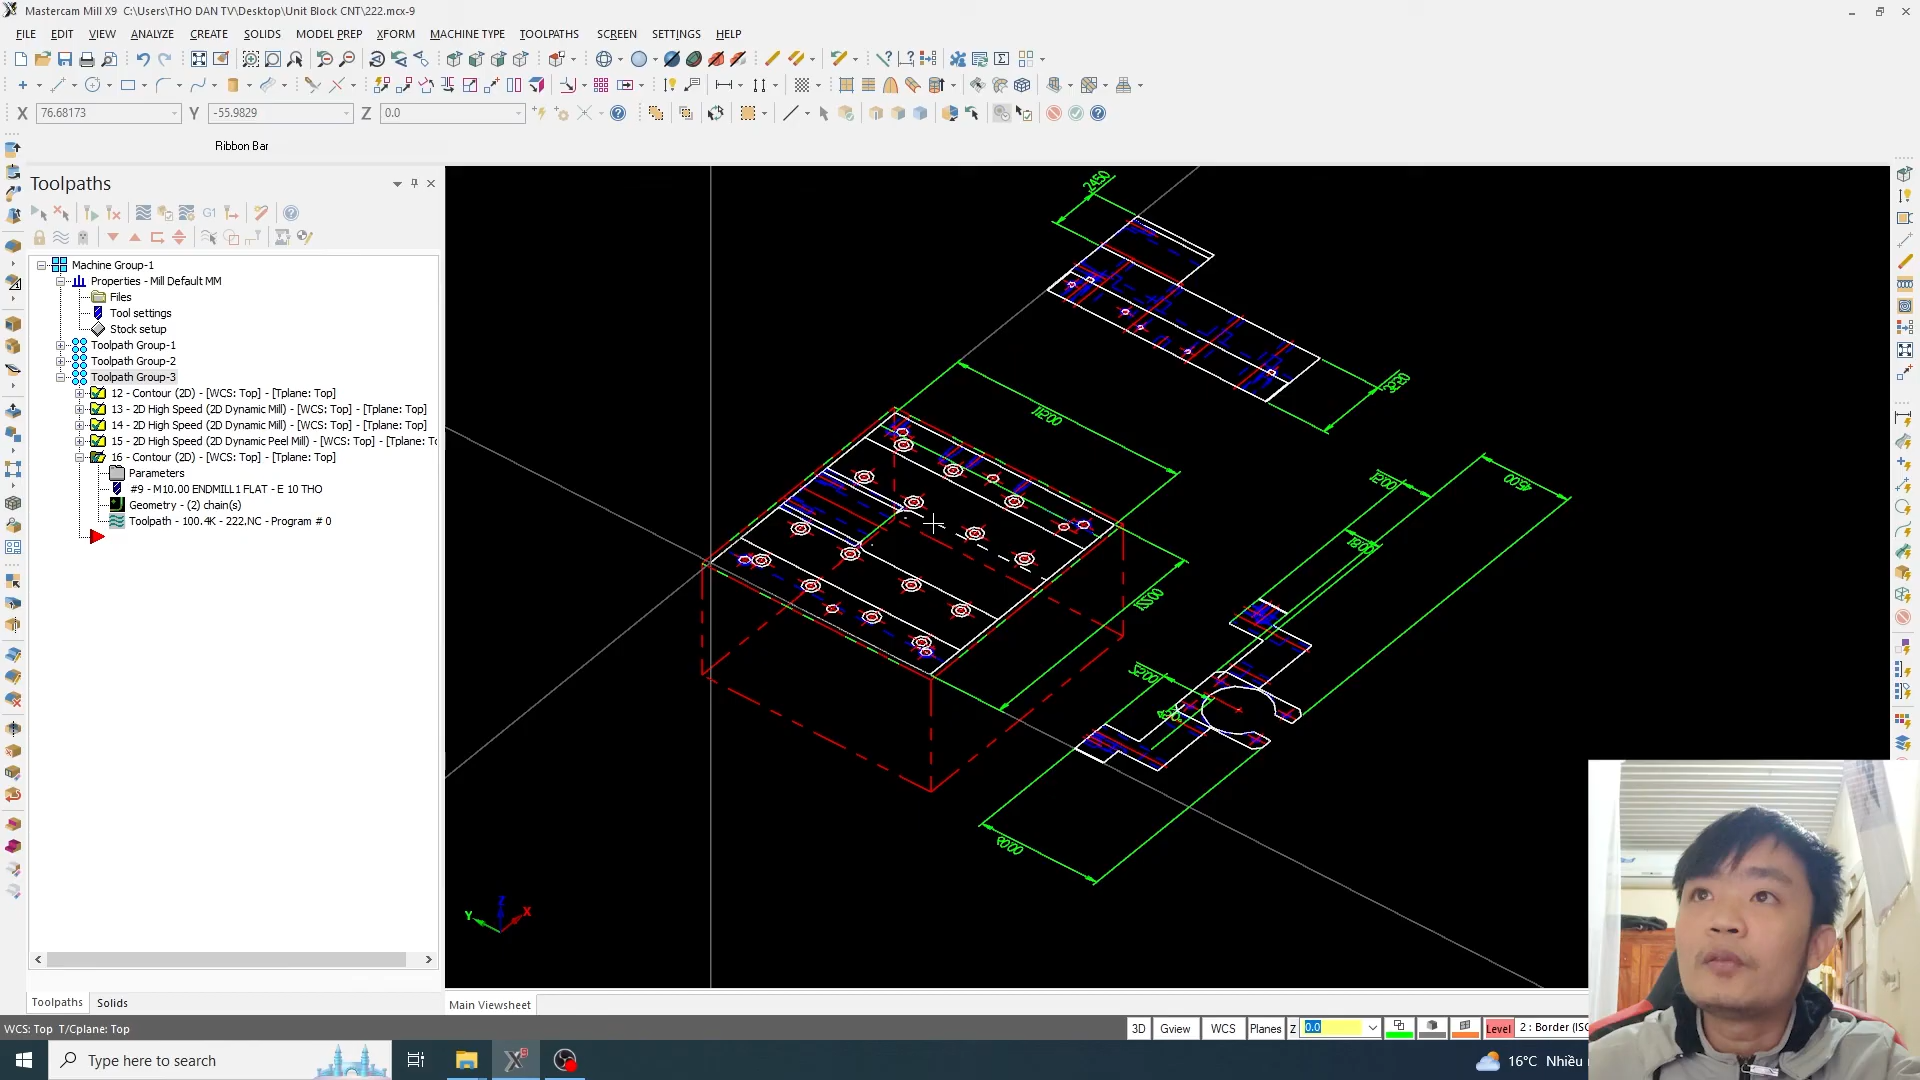 Mastercam Mill X9 C:\Users\THO DAN TV\Desktop\Unit Block CNT\222.mcx-9
FILE EDIT VIEW ANALYZE CREATE SOLIDS MODEL PREP XFORM MACHINE TYPE TOOLPATHS SCREEN SETTINGS HELP
X 76.68173 Y -55.9829 Z 0.0
Ribbon Bar
Toolpaths
G1
Machine Group-1
Properties - Mill Default MM
Files
Tool settings
Stock setup
Toolpath Group-1
Toolpath Group-2
Toolpath Group-3
12 - Contour (2D) - [WCS: Top] - [Tplane: Top]
13 - 2D High Speed (2D Dynamic Mill) - [WCS: Top] - [Tplane: Top]
14 - 2D High Speed (2D Dynamic Mill) - [WCS: Top] - [Tplane: Top]
15 - 2D High Speed (2D Dynamic Peel Mill) - [WCS: Top] - [Tplane: To
16 - Contour (2D) - [WCS: Top] - [Tplane: Top]
Parameters
#9 - M10.00 ENDMILL1 FLAT - E 10 THO
Geometry - (2) chain(s)
Toolpath - 100.4K - 222.NC - Program # 0
Z
Y X
Toolpaths Solids
Main Viewsheet
WCS: Top T/Cplane: Top
3D Gview WCS Planes Z 0.0 Level 2 : Border (ISO
Type here to search
16°C Nhiều